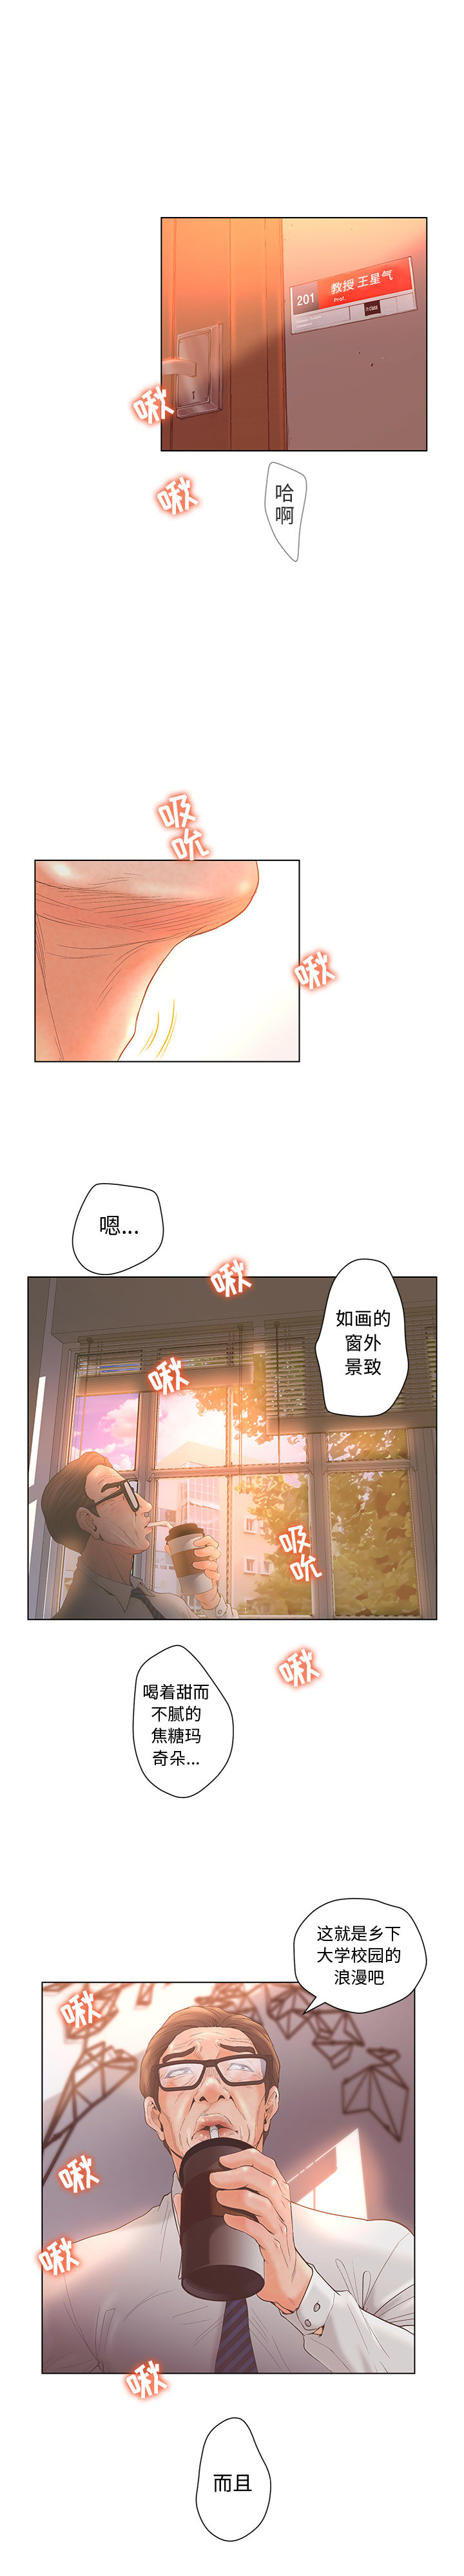 201
教授 王星气
Prof.
啾
啾
哈
啊
吸
吮
啾
嗯...
啾
如画的
窗外
景致
啾
吸
吮
啾
喝着甜而
不腻的
焦糖玛
奇朵...
这就是乡下
大学校园的
浪漫吧
啾
啾
啾
啾
而且